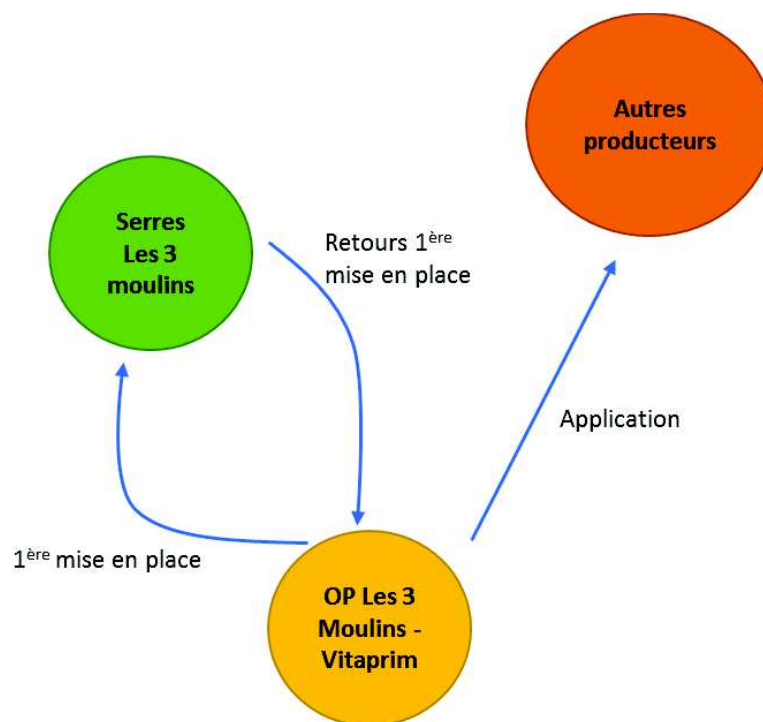 Autres
producteurs
Serres
Les 3
moulins
Retours 1ère
mise en place
Application
1ère mise en place
OP Les 3
Moulins -
Vitaprim